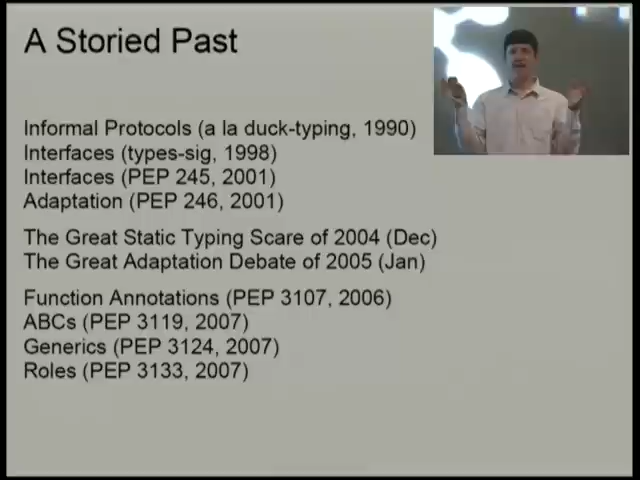 A Storied Past
Informal Protocols (a la duck-typing, 1990)
Interfaces (types-sig, 1998)
Interfaces (PEP 245, 2001)
Adaptation (PEP 246, 2001)
The Great Static Typing Scare of 2004 (Dec)
The Great Adaptation Debate of 2005 (Jan)
Function Annotations (PEP 3107, 2006)
ABCs (PEP 3119, 2007)
Generics (PEP 3124, 2007)
Roles (PEP 3133, 2007)